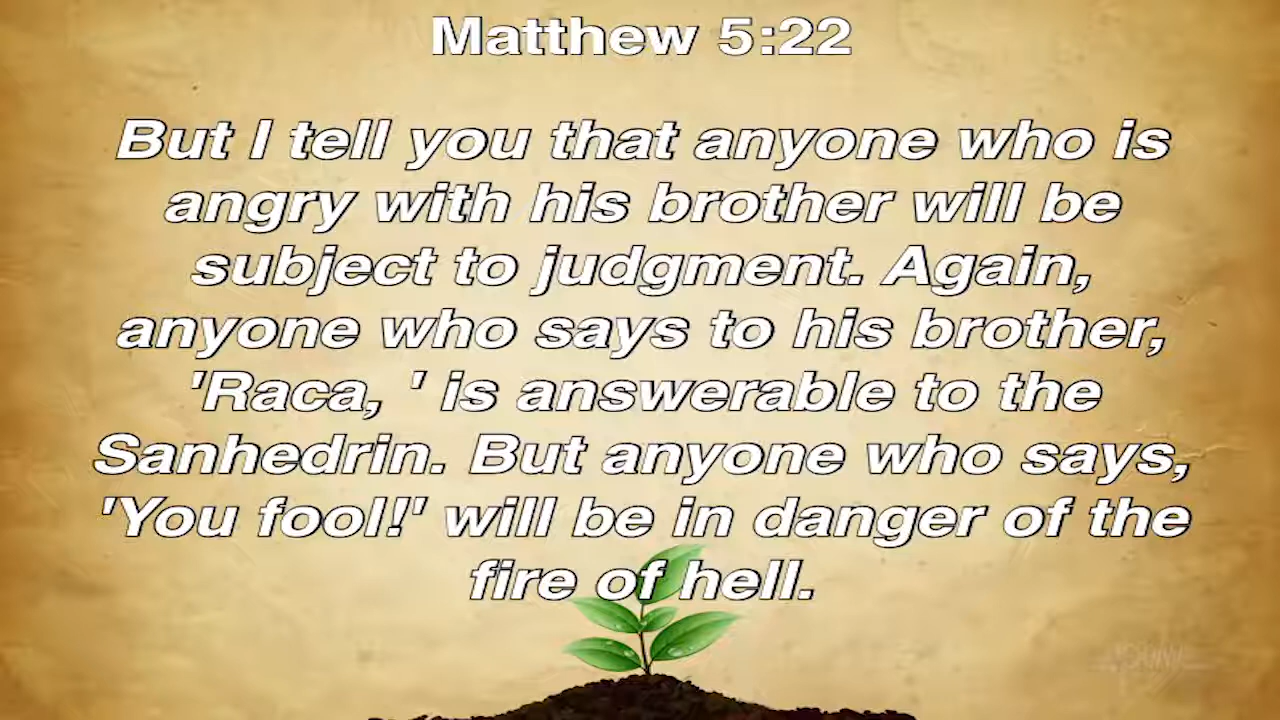 Matthew 5:22
But I tell you that anyone who is
angry with his brother will be
subject to judgment. Again,
anyone who says to his brother,
'Raca, ' is answerable to the
Sanhedrin. But anyone who says,
'You fool!' will be in danger of the
fire of hell.